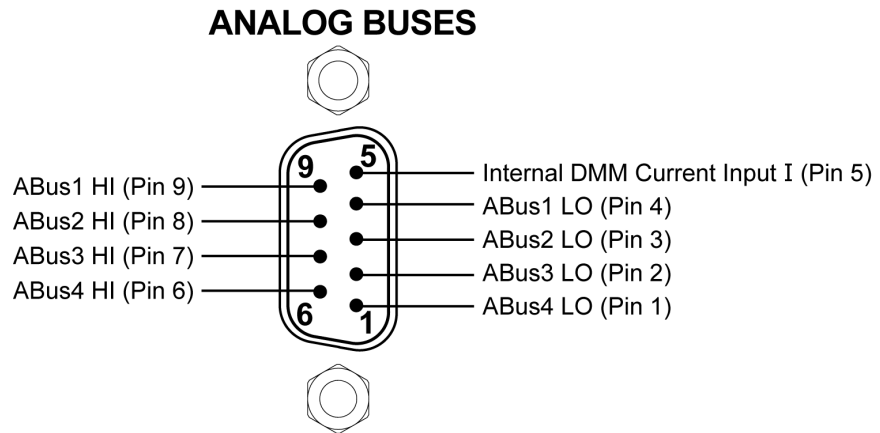 ANALOG BUSES
9
5
ABus1 HI (Pin 9)
ABus2 HI (Pin 8)
ABus3 HI (Pin 7)
ABus4 HI (Pin 6)
Internal DMM Current Input I (Pin 5)
ABus1 LO (Pin 4)
ABus2 LO (Pin 3)
ABus3 LO (Pin 2)
ABus4 LO (Pin 1)
6
1